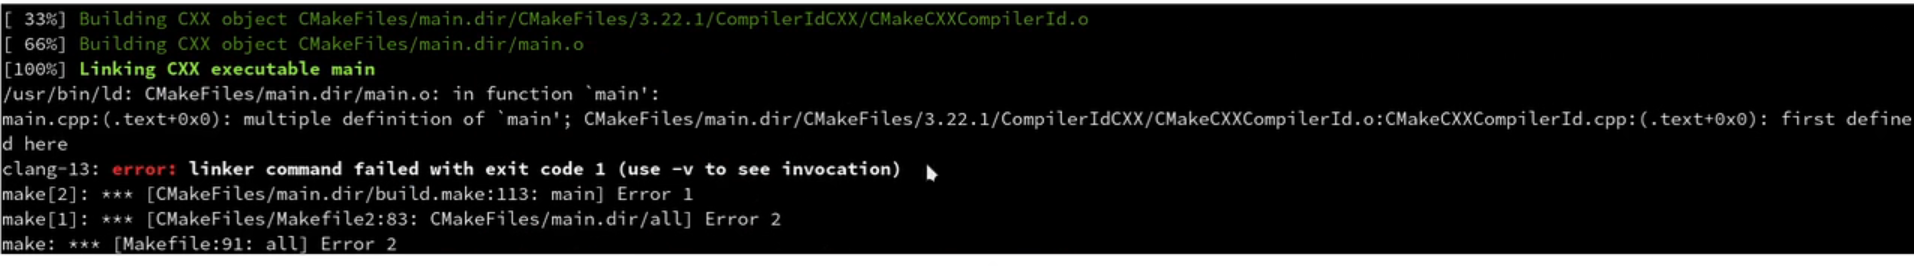 [ 33%] Building CXX object CMakeFiles/main.dir/CMakeFiles/3.22.1/CompilerIdCXX/CMakeCXXCompilerId.o
[ 66%] Building CXX object CMakeFiles/main.dir/main.o
[100%] Linking CXX executable main
/usr/bin/ld: CMakeFiles/main.dir/main.o: in function `main':
main.cpp:(.text+0x0): multiple definition of `main'; CMakeFiles/main.dir/CMakeFiles/3.22.1/CompilerIdCXX/CMakeCXXCompilerId.o:CMakeCXXCompilerId.cpp:(.text+0x0): first define
d here
clang-13: error: linker command failed with exit code 1 (use -v to see invocation)
make[2]: *** [CMakeFiles/main.dir/build.make:113: main] Error 1
make[1]: *** [CMakeFiles/Makefile2:83: CMakeFiles/main.dir/all] Error 2
make: *** [Makefile:91: all] Error 2